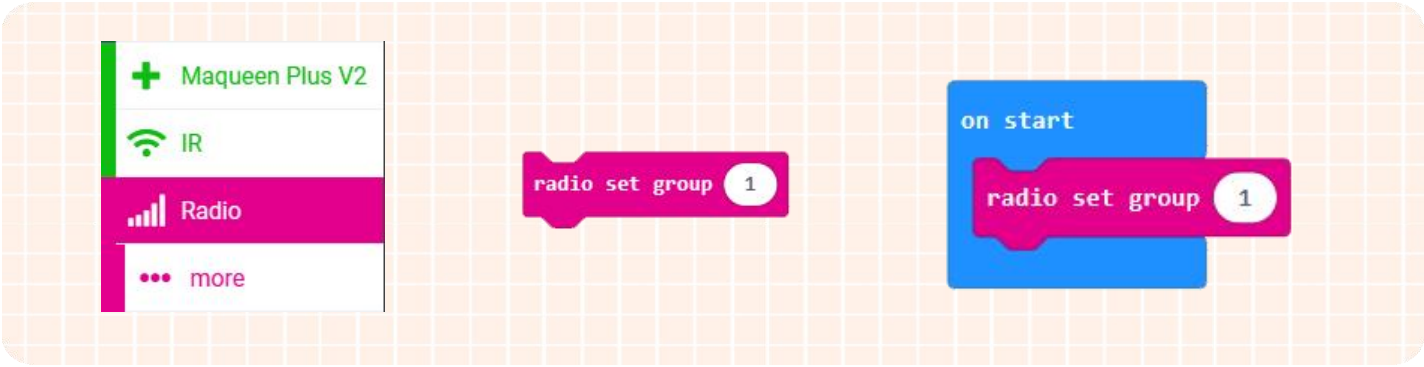 Maqueen Plus V2
IR
Radio
more
radio set group 1
on start
radio set group 1